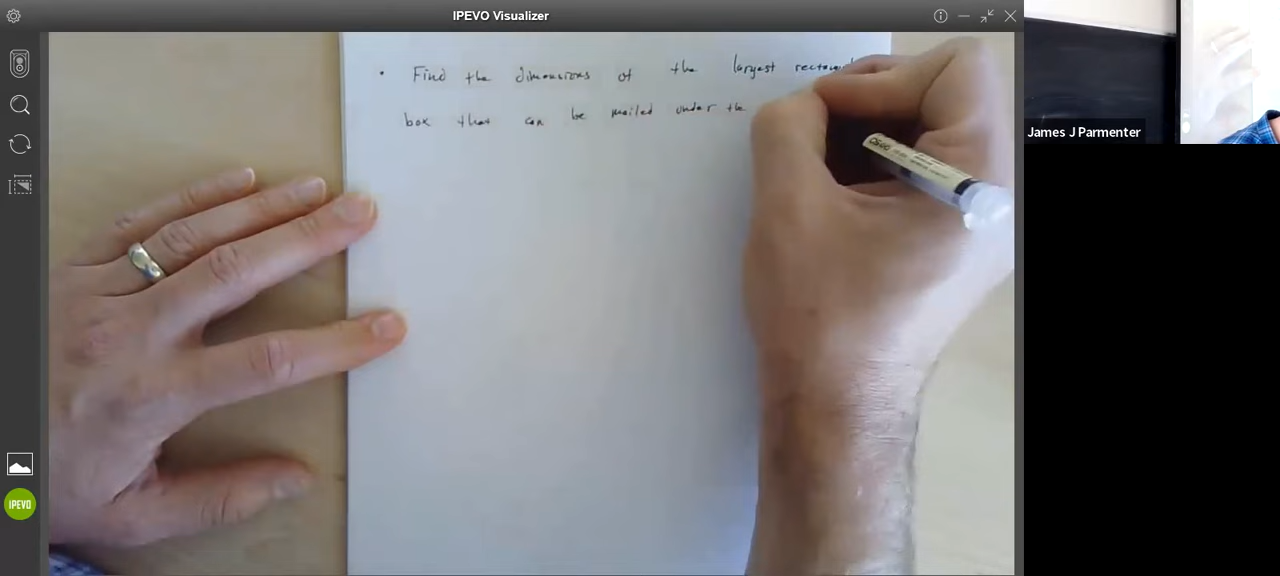 IPEVO Visualizer
• Find the dimensions of the largest
box that can be mailed under the
James J Parmenter
IPEVO